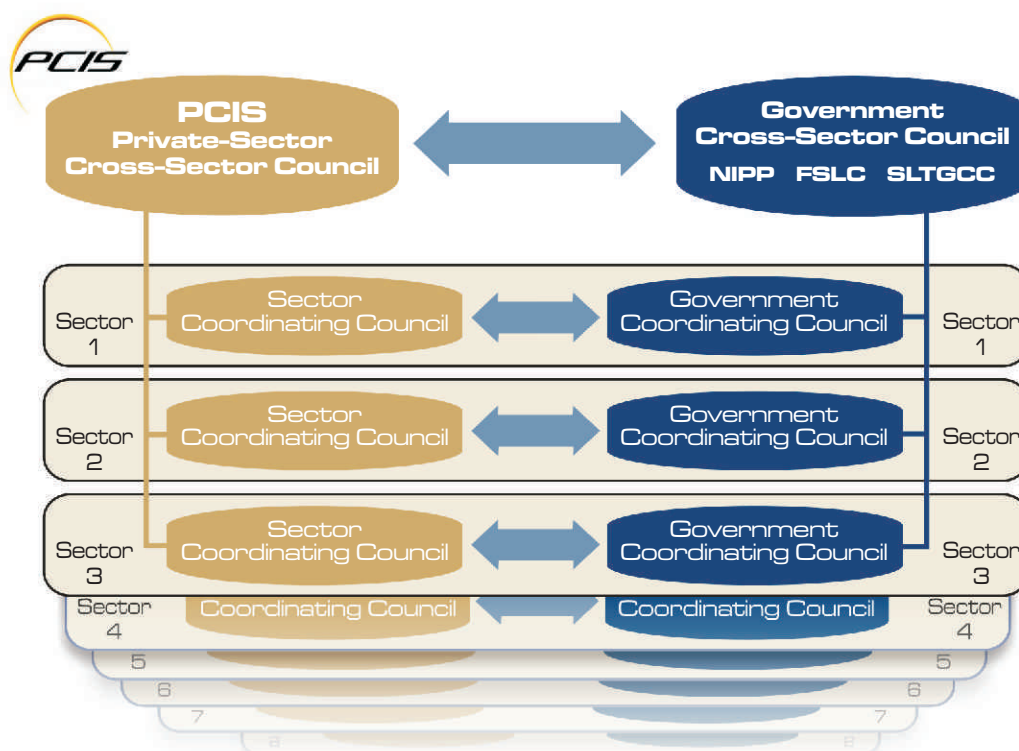 PCIS
PCIS
Private-Sector
Cross-Sector Council
Government
Cross-Sector Council
NIPP FSLC SLTGCC
Sector
1
Sector
Coordinating Council
Government
Coordinating Council
Sector
1
Sector
2
Sector
Coordinating Council
Government
Coordinating Council
Sector
2
Sector
3
Sector
Coordinating Council
Government
Coordinating Council
Sector
3
Sector
4
Coordinating Council
Coordinating Council
Sector
4
5
5
6
6
7
7
8
8